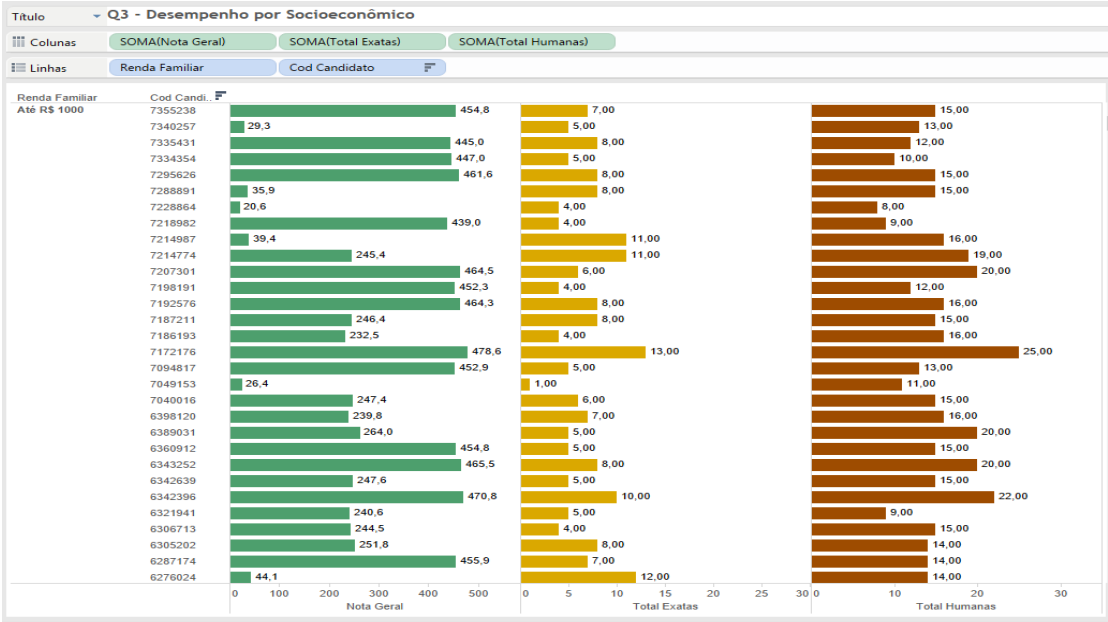 Título Q3 - Desempenho por Socioeconômico
Colunas SOMA(Nota Geral) SOMA(Total Exatas) SOMA(Total Humanas)
Linhas Renda Familiar Cod Candidato
Renda Familiar Cod Candi..
Até R$ 1000 7355238 454,8 7,00 15,00
7340257 29,3 5,00 13,00
7335431 445,0 8,00 12,00
7334354 447,0 5,00 10,00
7295626 461,6 8,00 15,00
7288891 35,9 8,00 15,00
7228864 20,6 4,00 8,00
7218982 439,0 4,00 9,00
7214987 39,4 11,00 16,00
7214774 245,4 11,00 19,00
7207301 464,5 6,00 20,00
7198191 452,3 4,00 12,00
7192576 464,3 8,00 16,00
7187211 246,4 8,00 15,00
7186193 232,5 4,00 16,00
7172176 478,6 13,00 25,00
7094817 452,9 5,00 13,00
7049153 26,4 1,00 11,00
7040016 247,4 6,00 15,00
6398120 239,8 7,00 16,00
6389031 264,0 5,00 20,00
6360912 454,8 5,00 15,00
6343252 465,5 8,00 20,00
6342639 247,6 5,00 15,00
6342396 470,8 10,00 22,00
6321941 240,6 5,00 9,00
6306713 244,5 4,00 15,00
6305202 251,8 8,00 14,00
6287174 455,9 7,00 14,00
6276024 44,1 12,00 14,00
0 100 200 300 400 500 0 5 10 15 20 25 30 0 10 20 30
Nota Geral Total Exatas Total Humanas